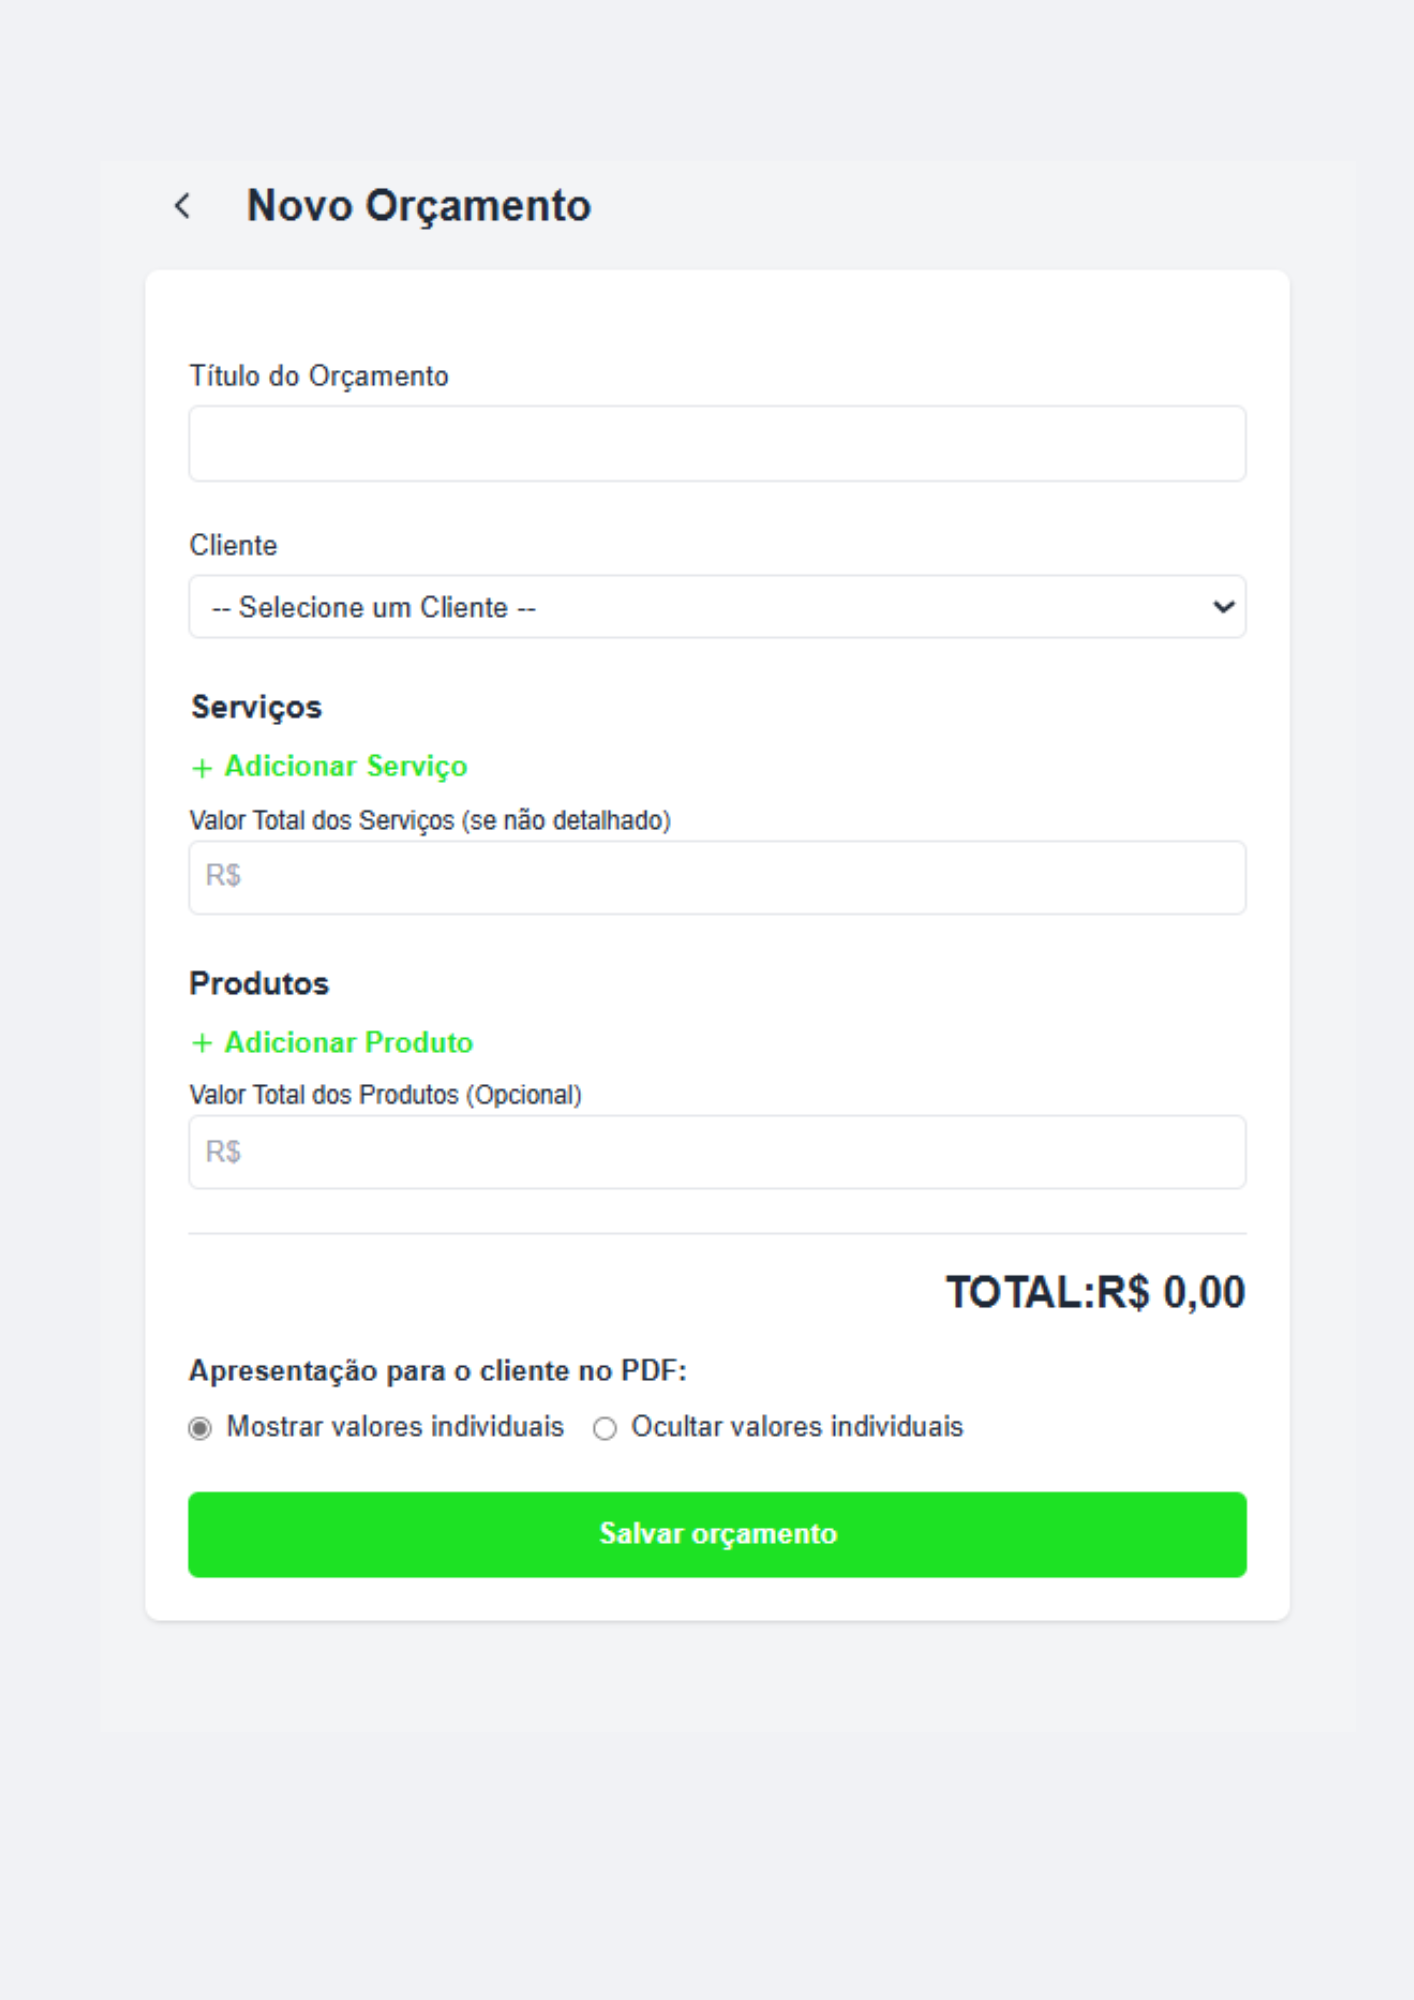 Novo Orçamento
Título do Orçamento
Cliente
-- Selecione um Cliente --
Serviços
+ Adicionar Serviço
Valor Total dos Serviços (se não detalhado)
R$
Produtos
+ Adicionar Produto
Valor Total dos Produtos (Opcional)
R$
TOTAL:R$ 0,00
Apresentação para o cliente no PDF:
Mostrar valores individuais Ocultar valores individuais
Salvar orçamento